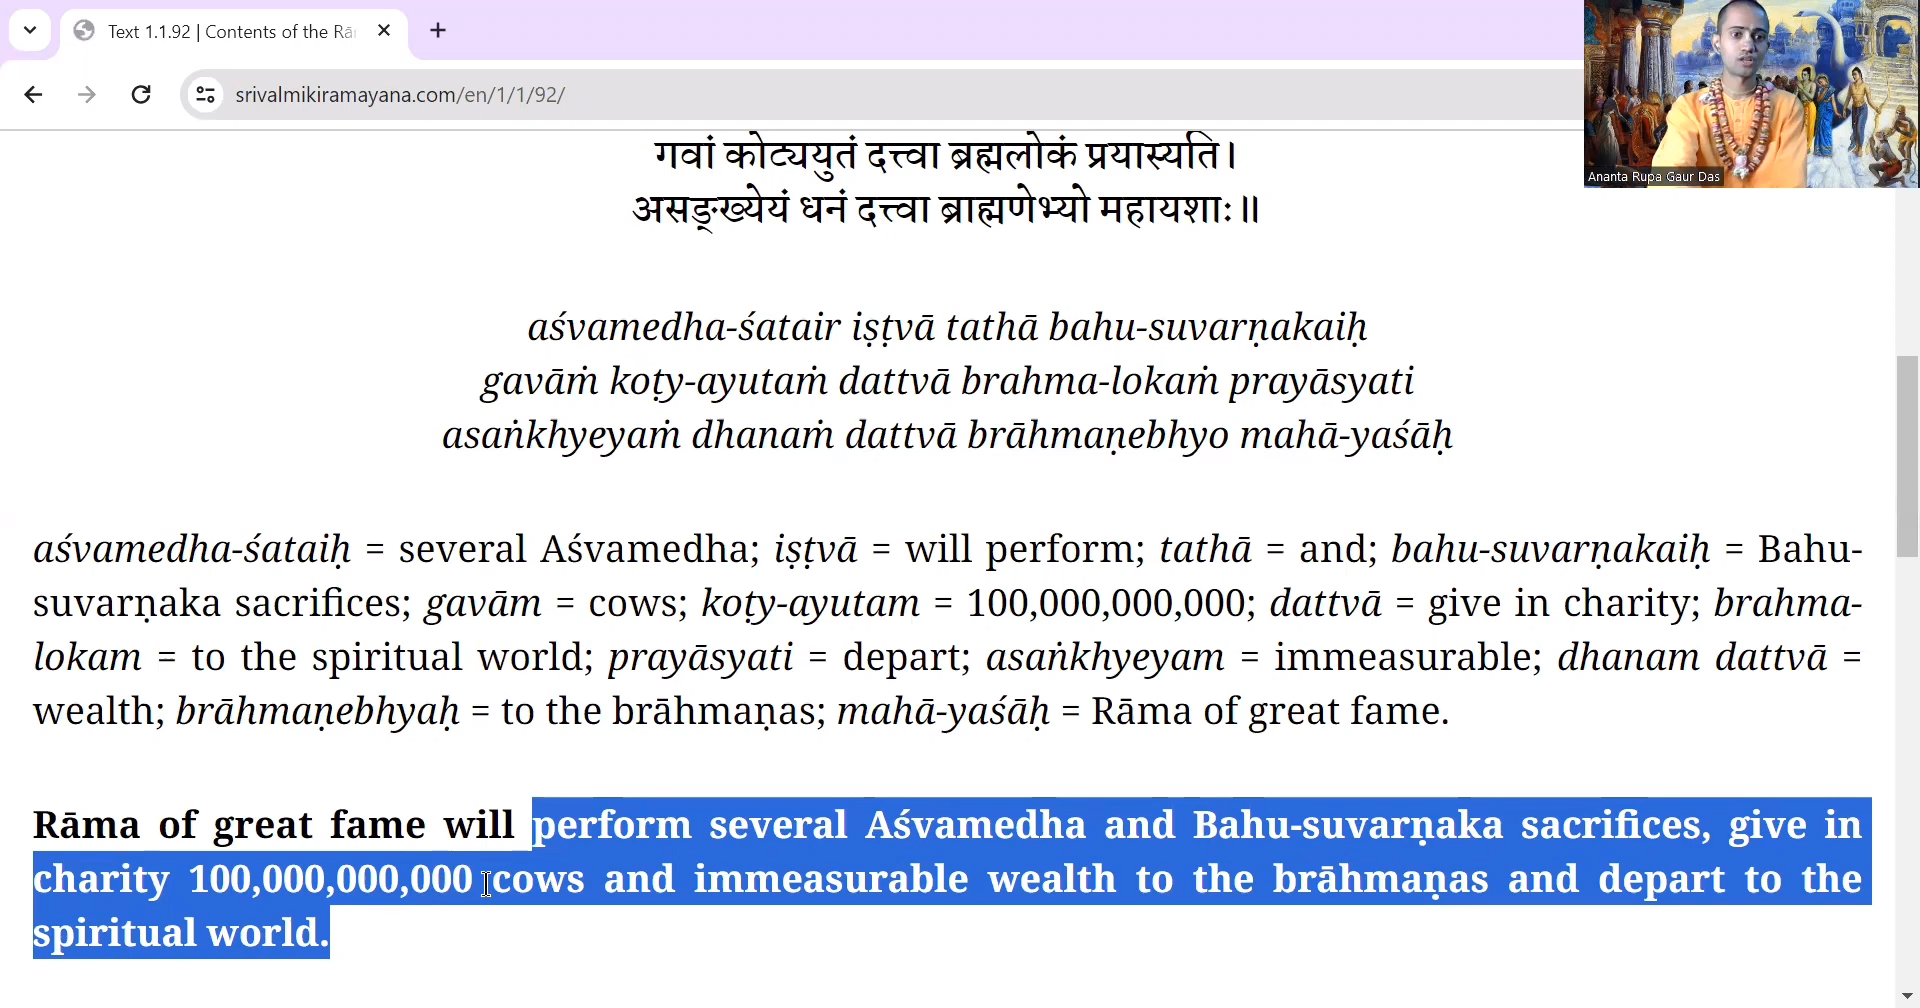 Text 1.1.92 | Contents of the Rā
srivalmikiramayana.com/en/1/1/92/
Ananta Rupa Gaur Das
गवां कोट्ययुतं दत्त्वा ब्रह्मलोकं प्रयास्यति।
असङ्ख्येयं धनं दत्त्वा ब्राह्मणेभ्यो महायशाः॥
aśvamedha-śatair iṣṭvā tathā bahu-suvarṇakaiḥ
gavāṁ koṭy-ayutaṁ dattvā brahma-lokaṁ prayāsyati
asaṅkhyeyaṁ dhanaṁ dattvā brāhmaṇebhyo mahā-yaśāḥ
aśvamedha-śataiḥ = several Aśvamedha; iṣṭvā = will perform; tathā = and; bahu-suvarṇakaiḥ = Bahu-
suvarṇaka sacrifices; gavām = cows; koṭy-ayutam = 100,000,000,000; dattvā = give in charity; brahma-
lokam = to the spiritual world; prayāsyati = depart; asaṅkhyeyam = immeasurable; dhanam dattvā =
wealth; brāhmaṇebhyaḥ = to the brāhmaṇas; mahā-yaśāḥ = Rāma of great fame.
Rāma of great fame will perform several Aśvamedha and Bahu-suvarṇaka sacrifices, give in
charity 100,000,000,000 cows and immeasurable wealth to the brāhmaṇas and depart to the
spiritual world.